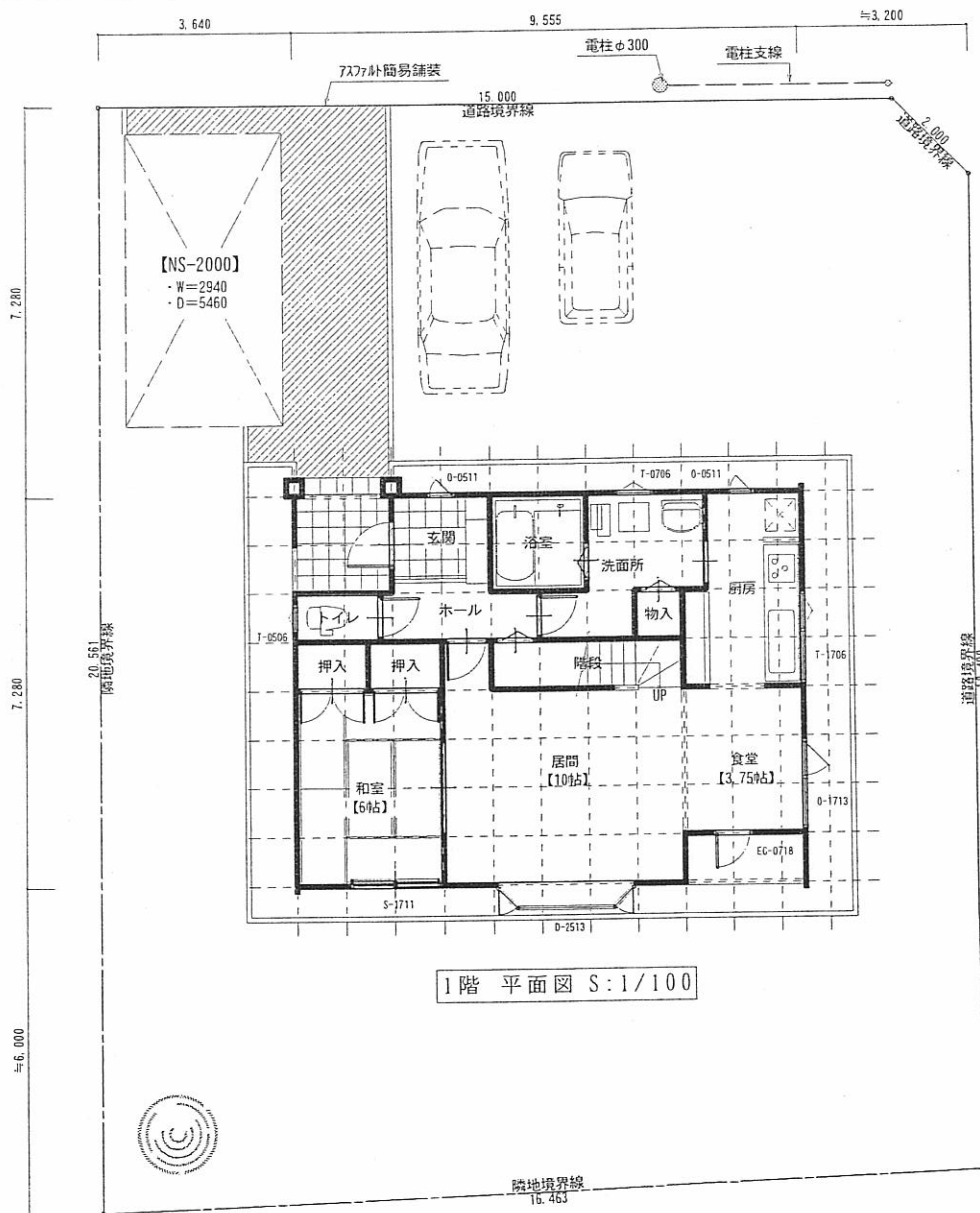 3.640
9.555
≒3.200
電柱φ300
電柱支線
アスファルト簡易舗装
15.000
道路境界線
2.000
道路境界線
【NS-2000】
・W=2940
・D=5460
7.280
O-0511
T-0706
O-0511
玄関
浴室
洗面所
厨房
トイレ
ホール
物入
T-0506
T-1706
20.561
隣地境界線
道路境界線
押入
押入
階段
UP
7.280
居間
【10帖】
食堂
【3.75帖】
和室
【6帖】
O-1713
EC-0718
S-1711
D-2513
1階 平面図 S:1/100
≒6.000
隣地境界線
16.463